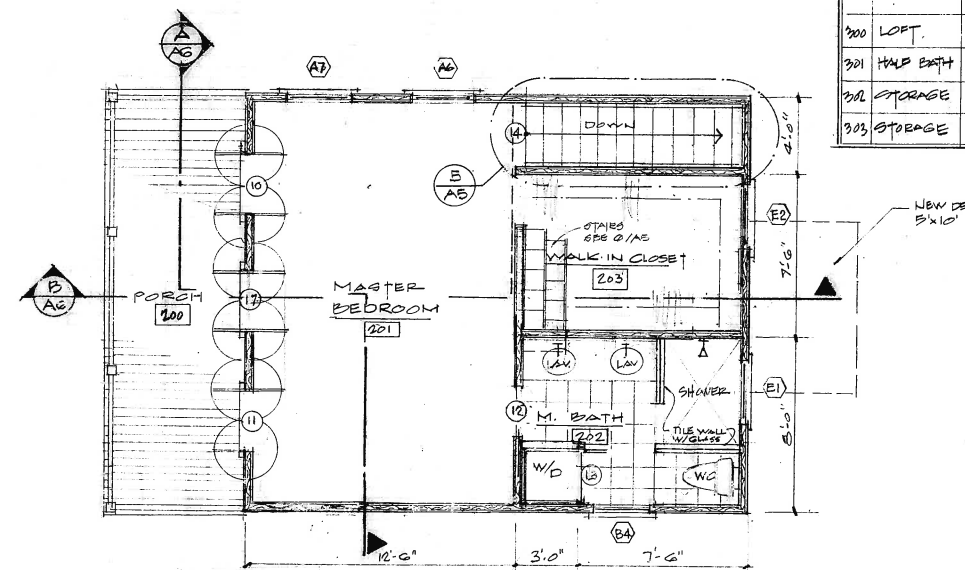 300 LOFT.
301 HALF BATH
302 STORAGE
303 STORAGE
A
A6
A7
A6
14
DOWN
4'-0"
10
5
A5
NEW DE
5'x10'
E2
STAIRS
SEE 6/A5
WALK-IN CLOSET
203
7'-6"
B
A6
PORCH
200
17
MASTER
BEDROOM
201
LAV.
LAV
SHOWER
E1
11
12
M. BATH
202
TILE WALL
W/GLASS
8'-0"
W/D
WC
B4
12'-6"
3'-0"
7'-6"